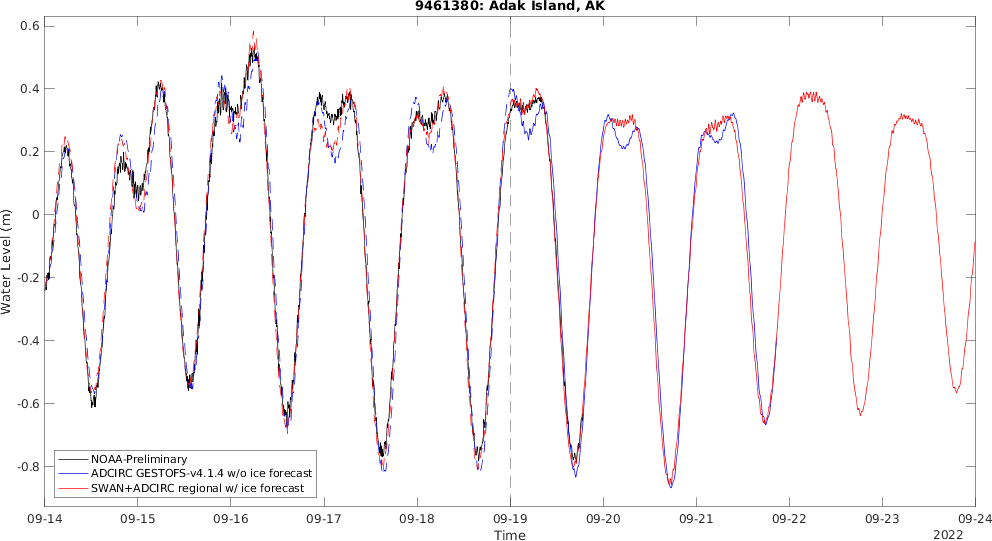 9461380: Adak Island, AK
0.6
0.4
0.2
0
-0.2
-0.4
-0.6
-0.8
Water Level (m)
NOAA-Preliminary
ADCIRC GESTOFS-v4.1.4 w/o ice forecast
SWAN+ADCIRC regional w/ ice forecast
09-14 09-15 09-16 09-17 09-18 09-19 09-20 09-21 09-22 09-23 09-24
Time
2022